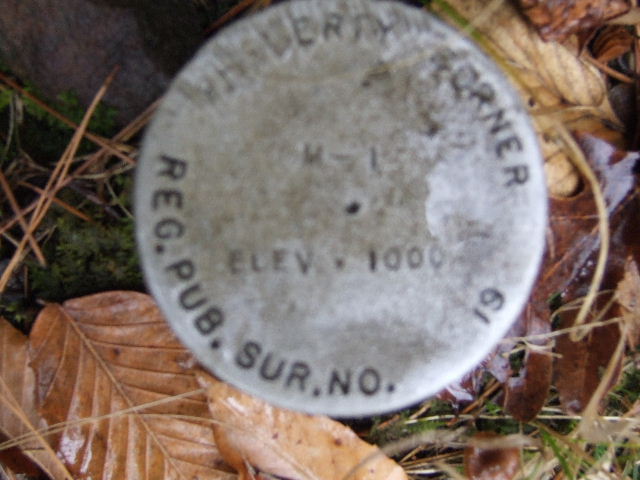 PROPERTY CORNER
M-1
ELEV. 1000
REG. PUB. SUR. NO.
19